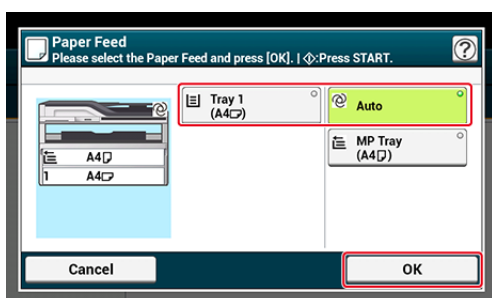 Paper Feed
Please select the Paper Feed and press [OK]. | :Press START.
?
Tray 1
(A4)
Auto
MP Tray
(A4)
A4
1 A4
Cancel
OK